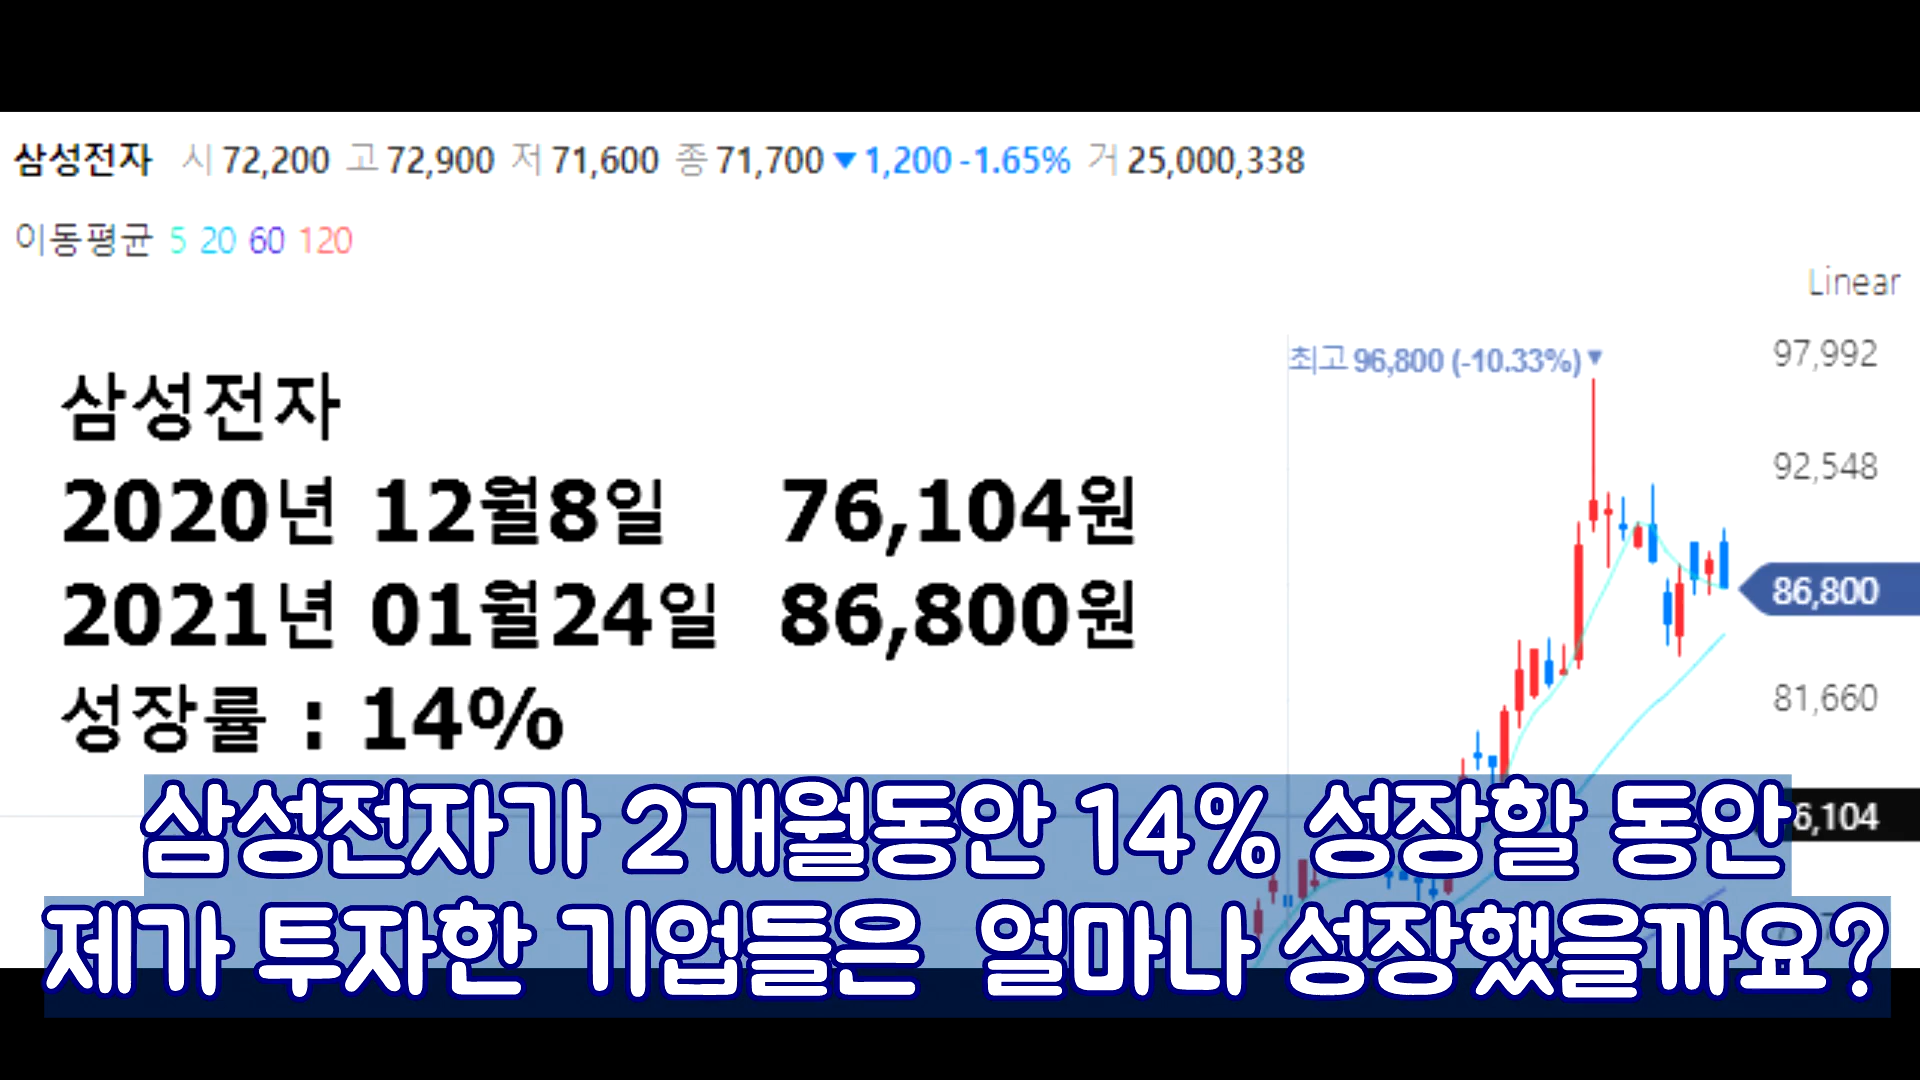 삼성전자 시 72,200 고 72,900 저 71,600 종 71,700 ▼ 1,200 -1.65% 거 25,000,338
이동평균 5 20 60 120
Linear
최고 96,800 (-10.33%) ▼
97,992
92,548
86,800
81,660
6,104
삼성전자
2020년 12월8일 76,104원
2021년 01월24일 86,800원
성장률 : 14%
삼성전자가 2개월동안 14% 성장할 동안
제가 투자한 기업들은 얼마나 성장했을까요?